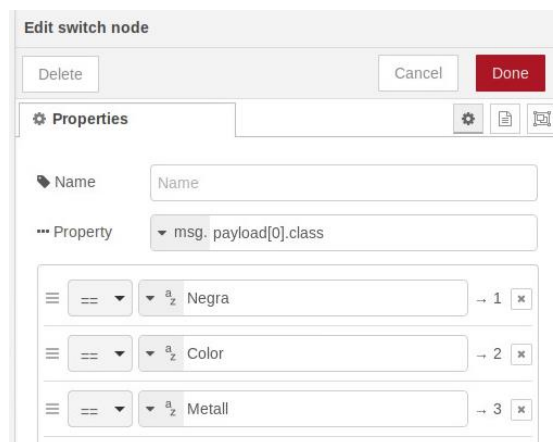 Edit switch node
Delete Cancel Done
Properties
Name Name
Property msg. payload[0].class
== a z Negra → 1 x
== a z Color → 2 x
== a z Metall → 3 x